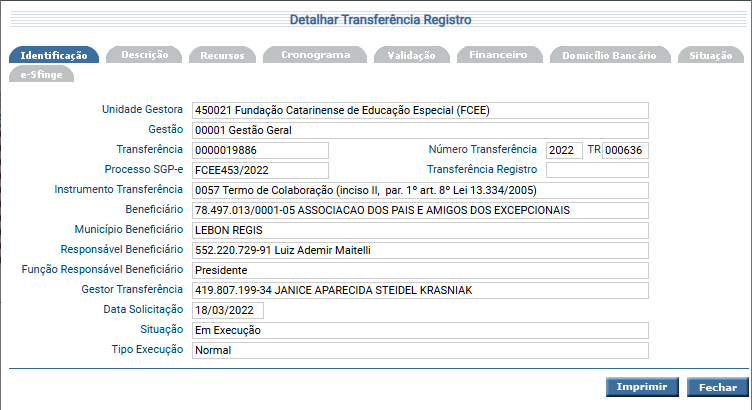 Detalhar Transferência Registro
Identificação Descrição Recursos Cronograma Validação Financeiro Domicílio Bancário Situação
e-Sfinge
Unidade Gestora 450021 Fundação Catarinense de Educação Especial (FCEE)
Gestão 00001 Gestão Geral
Transferência 0000019886 Número Transferência 2022 TR 000636
Processo SGP-e FCEE453/2022 Transferência Registro
Instrumento Transferência 0057 Termo de Colaboração (inciso II, par. 1º art. 8º Lei 13.334/2005)
Beneficiário 78.497.013/0001-05 ASSOCIACAO DOS PAIS E AMIGOS DOS EXCEPCIONAIS
Município Beneficiário LEBON REGIS
Responsável Beneficiário 552.220.729-91 Luiz Ademir Maitelli
Função Responsável Beneficiário Presidente
Gestor Transferência 419.807.199-34 JANICE APARECIDA STEIDEL KRASNIAK
Data Solicitação 18/03/2022
Situação Em Execução
Tipo Execução Normal
Imprimir Fechar